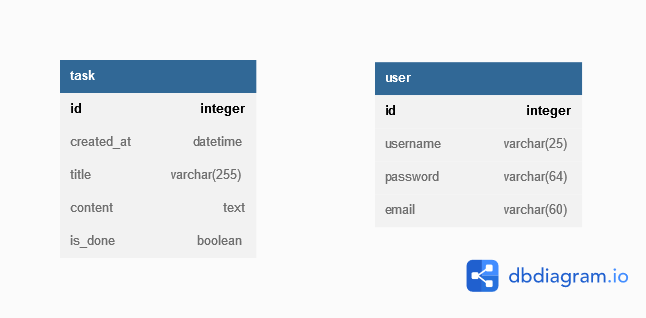 task
id integer
created_at datetime
title varchar(255)
content text
is_done boolean
user
id integer
username varchar(25)
password varchar(64)
email varchar(60)
dbdiagram.io